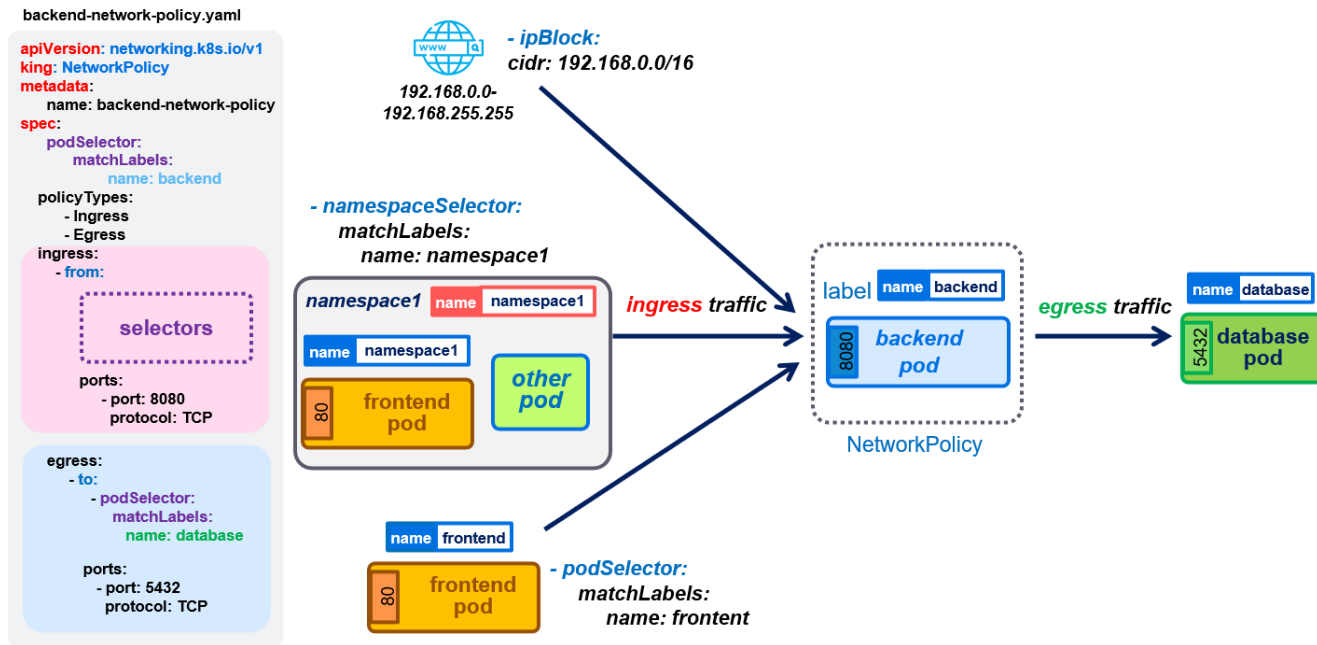 backend-network-policy.yaml
apiVersion: networking.k8s.io/v1
king: NetworkPolicy
metadata:
name: backend-network-policy
spec:
podSelector:
matchLabels:
name: backend
policyTypes:
- Ingress
- Egress
ingress:
- from:
selectors
ports:
- port: 8080
protocol: TCP
egress:
- to:
- podSelector:
matchLabels:
name: database
ports:
- port: 5432
protocol: TCP
www
192.168.0.0-
192.168.255.255
- ipBlock:
cidr: 192.168.0.0/16
- namespaceSelector:
matchLabels:
name: namespace1
namespace1
name namespace1
name namespace1
80
frontend
pod
other
pod
name frontend
80
frontend
pod
- podSelector:
matchLabels:
name: frontent
ingress traffic
label
name backend
8080
backend
pod
NetworkPolicy
egress traffic
name database
5432
database
pod